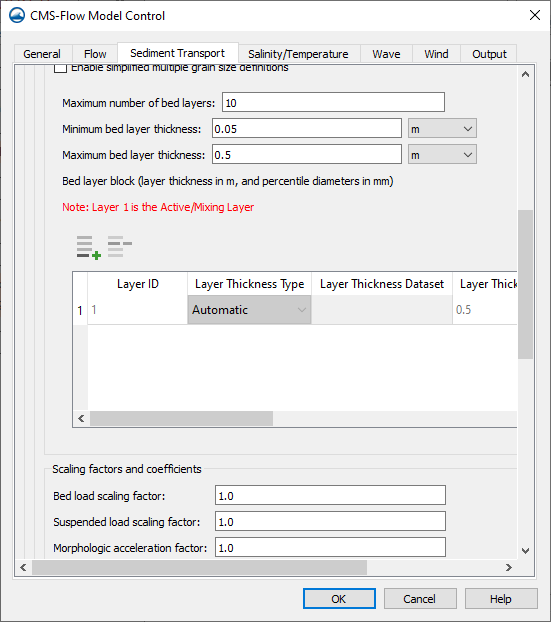 CMS-Flow Model Control
General Flow Sediment Transport Salinity/Temperature Wave Wind Output
Enable simplified multiple grain size definitions
Maximum number of bed layers: 10
Minimum bed layer thickness: 0.05 m
Maximum bed layer thickness: 0.5 m
Bed layer block (layer thickness in m, and percentile diameters in mm)
Note: Layer 1 is the Active/Mixing Layer
Layer ID Layer Thickness Type Layer Thickness Dataset Layer Thick
1 1 Automatic 0.5
Scaling factors and coefficients
Bed load scaling factor: 1.0
Suspended load scaling factor: 1.0
Morphologic acceleration factor: 1.0
OK Cancel Help